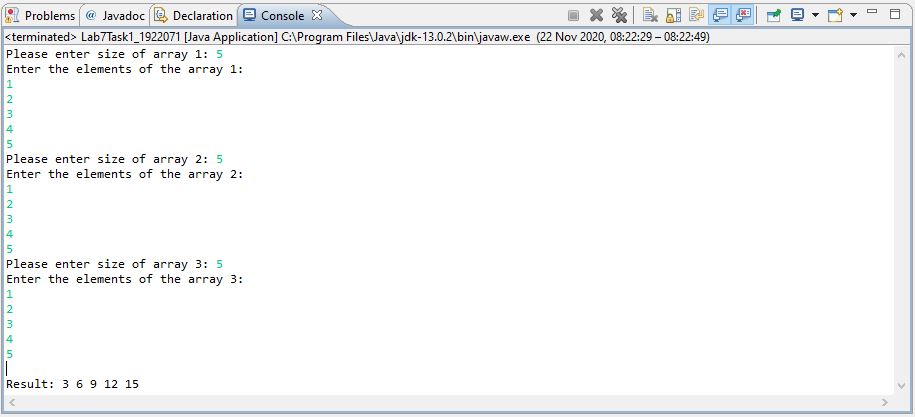 Problems @ Javadoc Declaration Console
<terminated> Lab7Task1_1922071 [Java Application] C:\Program Files\Java\jdk-13.0.2\bin\javaw.exe (22 Nov 2020, 08:22:29 – 08:22:49)
Please enter size of array 1: 5
Enter the elements of the array 1:
1
2
3
4
5
Please enter size of array 2: 5
Enter the elements of the array 2:
1
2
3
4
5
Please enter size of array 3: 5
Enter the elements of the array 3:
1
2
3
4
5
Result: 3 6 9 12 15